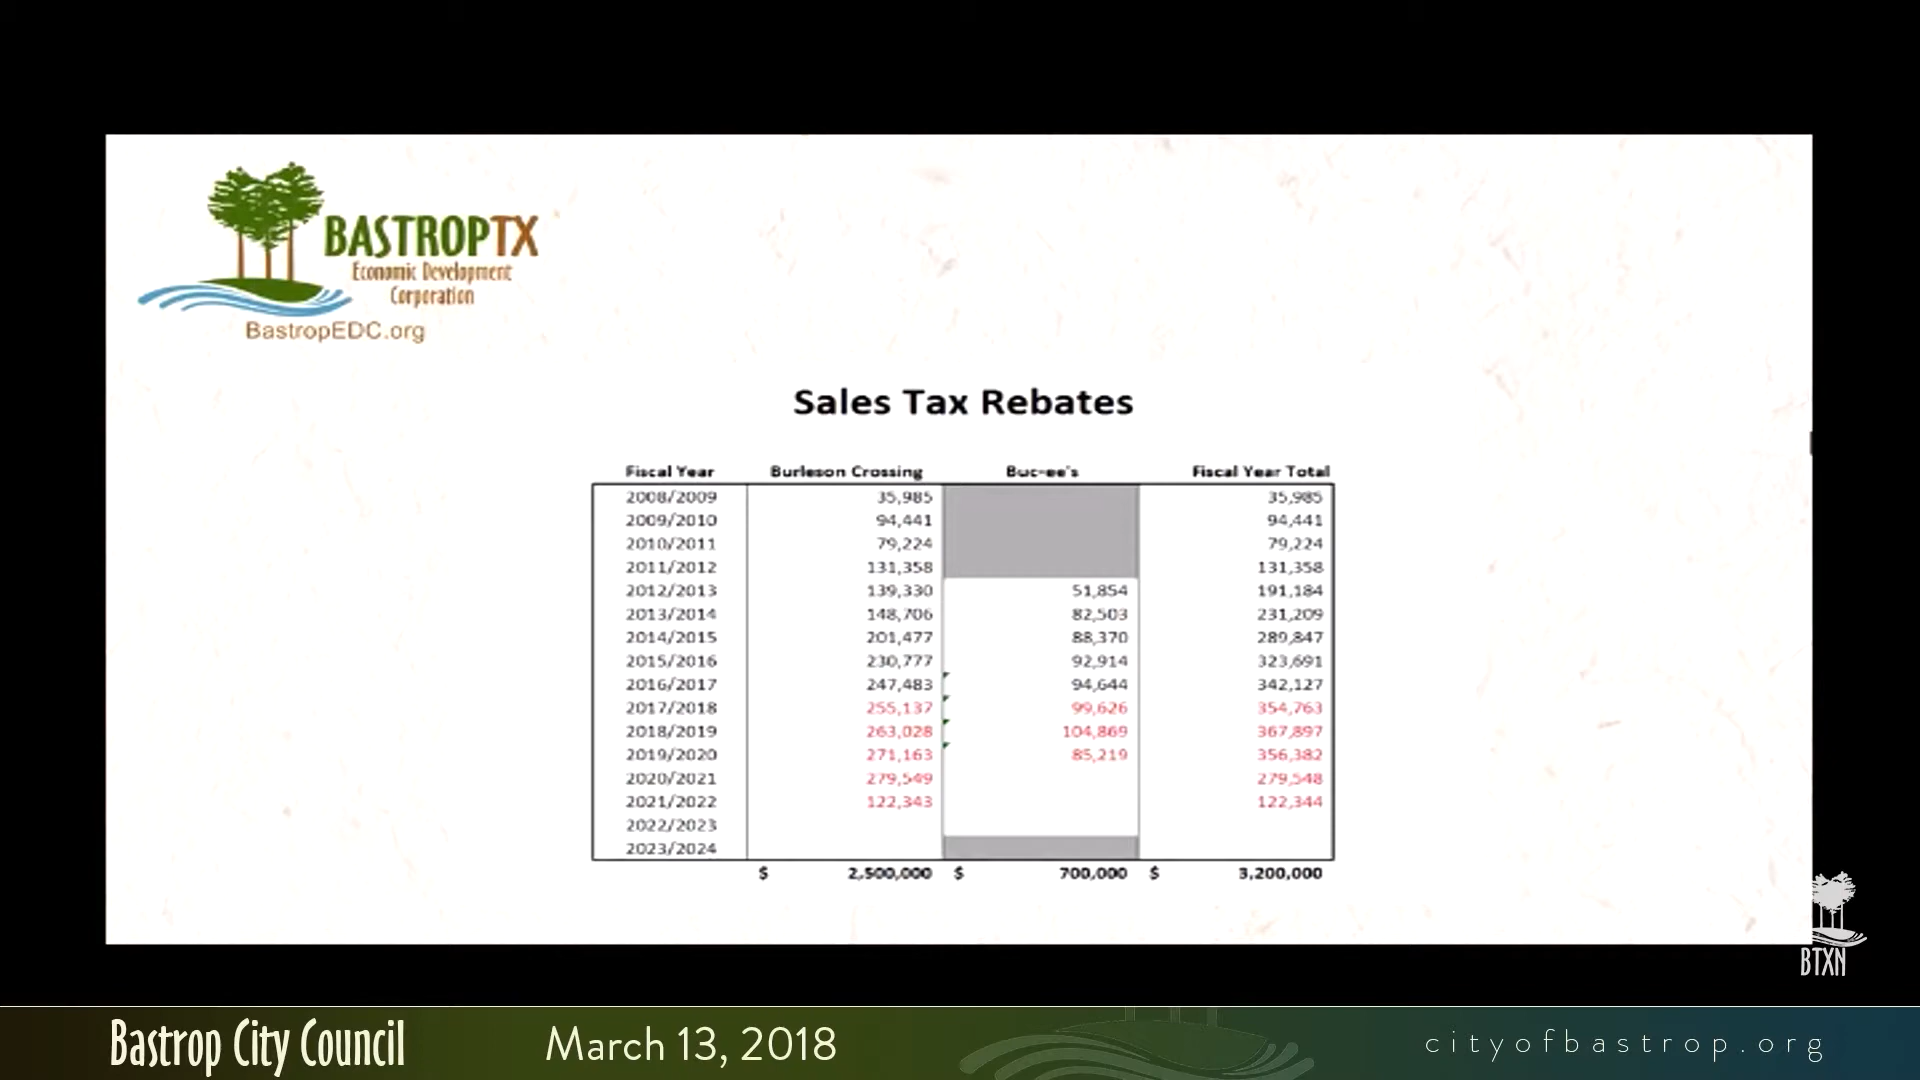 BASTROPTX
Economic Development
Corporation
BastropEDC.org
Sales Tax Rebates
Fiscal Year Burleson Crossing Buc-ee's Fiscal Year Total
2008/2009 35,985 35,985
2009/2010 94,441 94,441
2010/2011 79,224 79,224
2011/2012 131,358 131,358
2012/2013 139,330 51,854 191,184
2013/2014 148,706 82,503 231,209
2014/2015 201,477 88,370 289,847
2015/2016 230,777 92,914 323,691
2016/2017 247,483 94,644 342,127
2017/2018 255,137 99,626 354,763
2018/2019 263,028 104,869 367,897
2019/2020 271,163 85,219 356,382
2020/2021 279,549 279,548
2021/2022 122,343 122,344
2022/2023
2023/2024
$ 2,500,000 $ 700,000 $ 3,200,000
BTXN
Bastrop City Council March 13, 2018 cityofbastrop.org